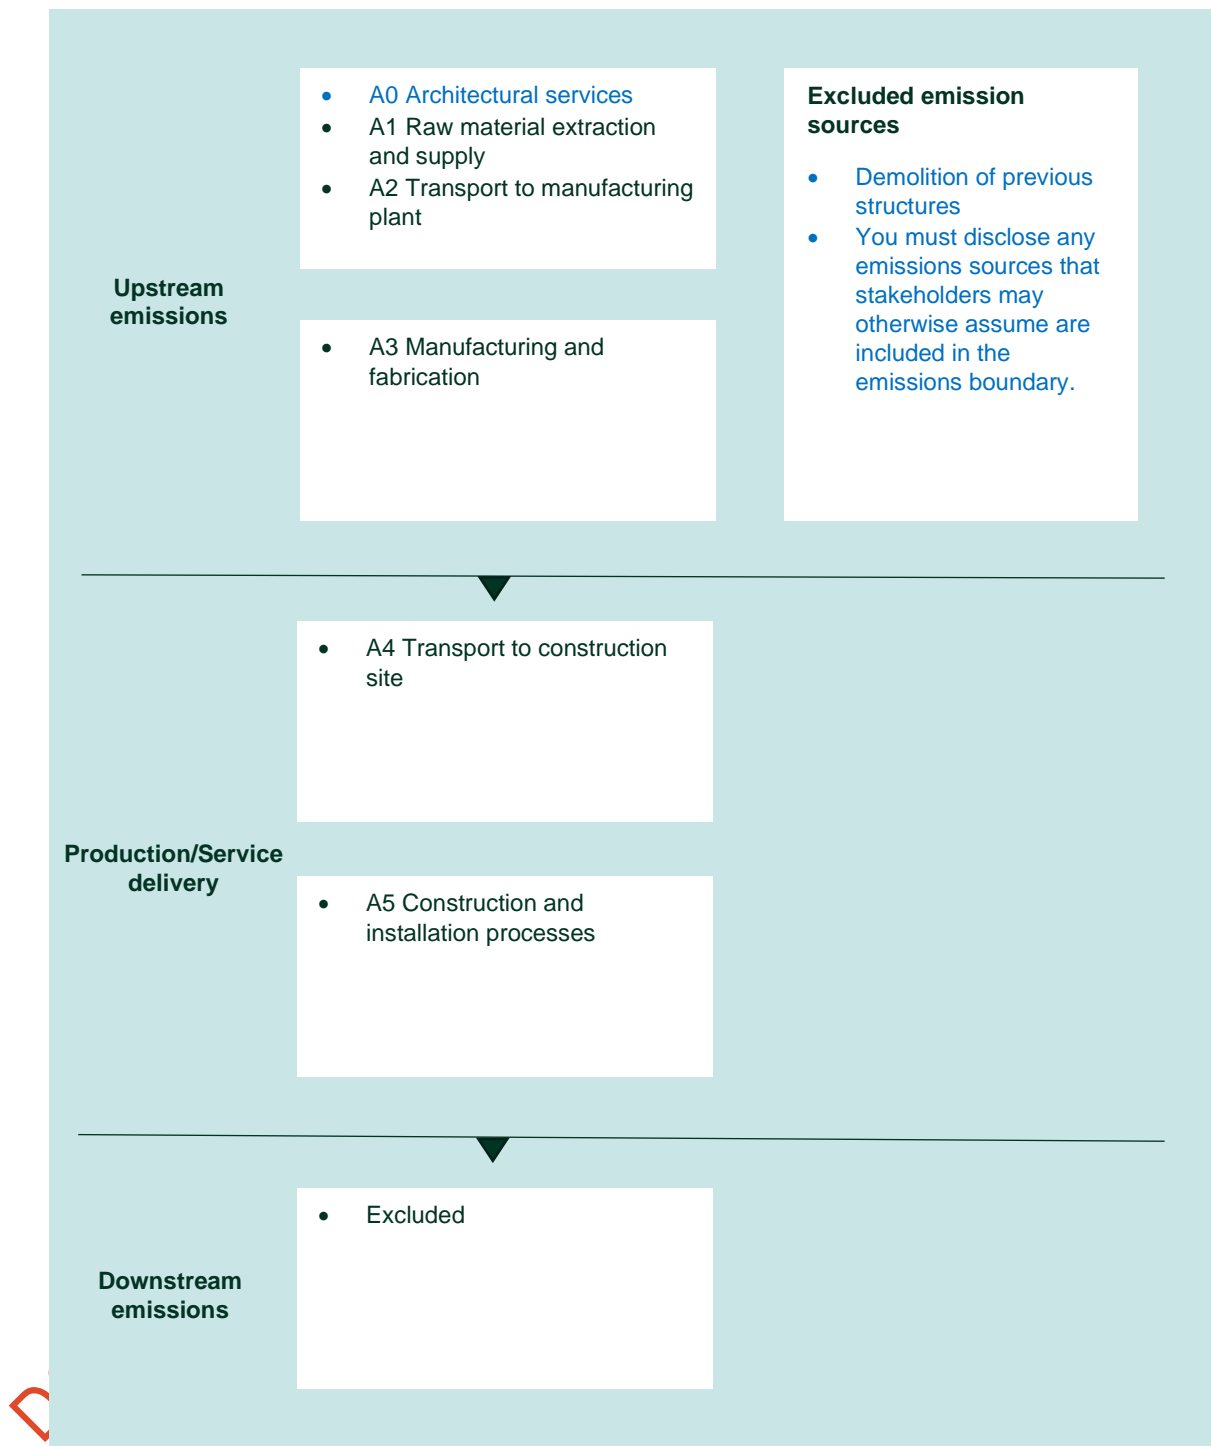 • A0 Architectural services
• A1 Raw material extraction
and supply
• A2 Transport to manufacturing
plant
Excluded emission
sources
• Demolition of previous
structures
• You must disclose any
emissions sources that
stakeholders may
otherwise assume are
included in the
emissions boundary.
Upstream
emissions
• A3 Manufacturing and
fabrication
• A4 Transport to construction
site
Production/Service
delivery
• A5 Construction and
installation processes
• Excluded
Downstream
emissions